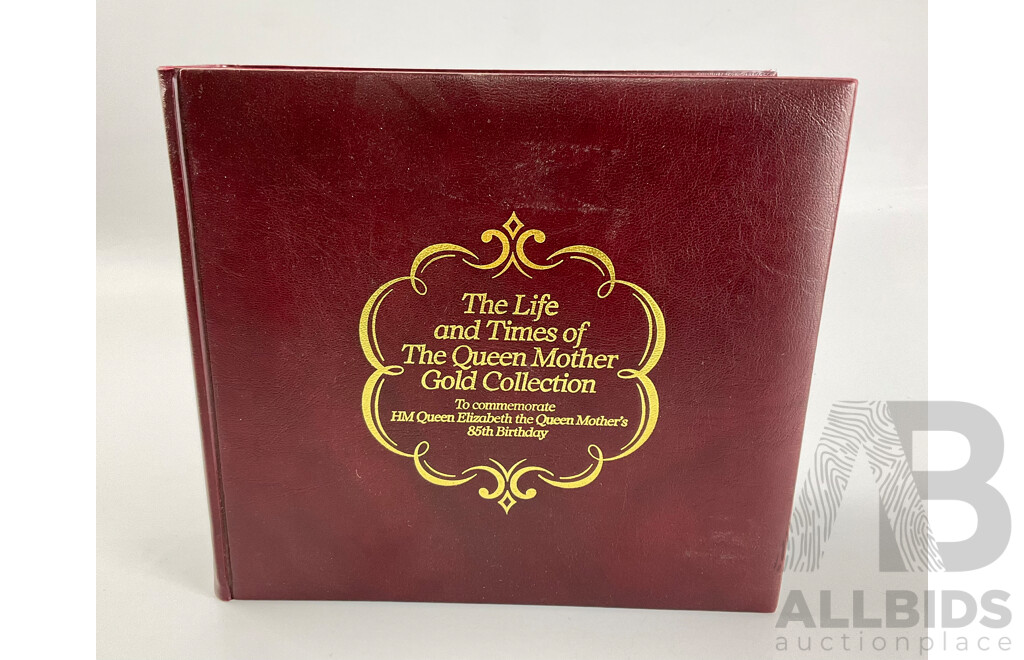 The Life
and Times of
The Queen Mother
Gold Collection
To commemorate
HM Queen Elizabeth the Queen Mother's
85th Birthday
AB
ALLBIDS
auctionplace